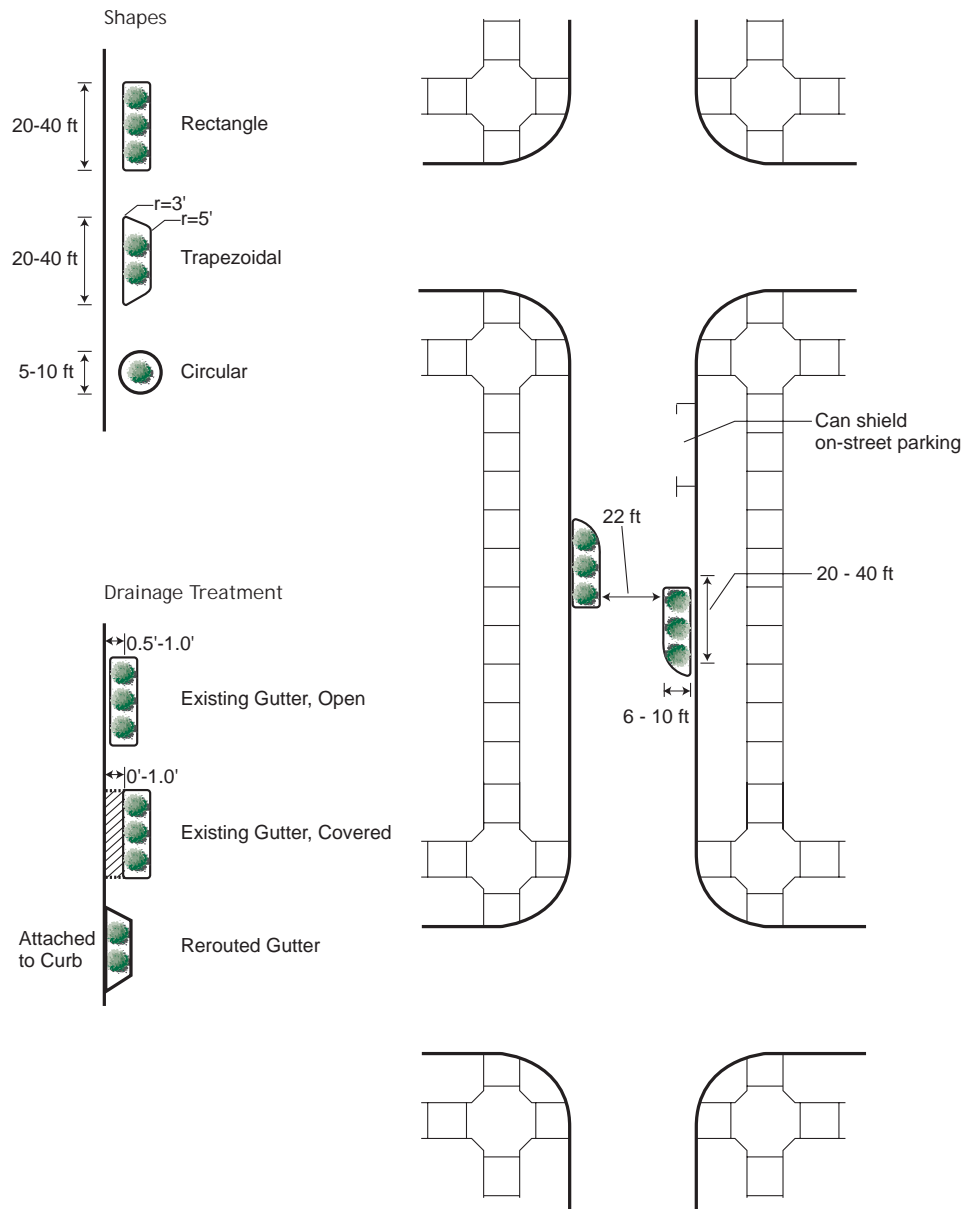 Shapes
20-40 ft
Rectangle
r=3'
r=5'
20-40 ft
Trapezoidal
5-10 ft
Circular
Drainage Treatment
0.5'-1.0'
Existing Gutter, Open
0'-1.0'
Existing Gutter, Covered
Attached
to Curb
Rerouted Gutter
Can shield
on-street parking
22 ft
20 - 40 ft
6 - 10 ft